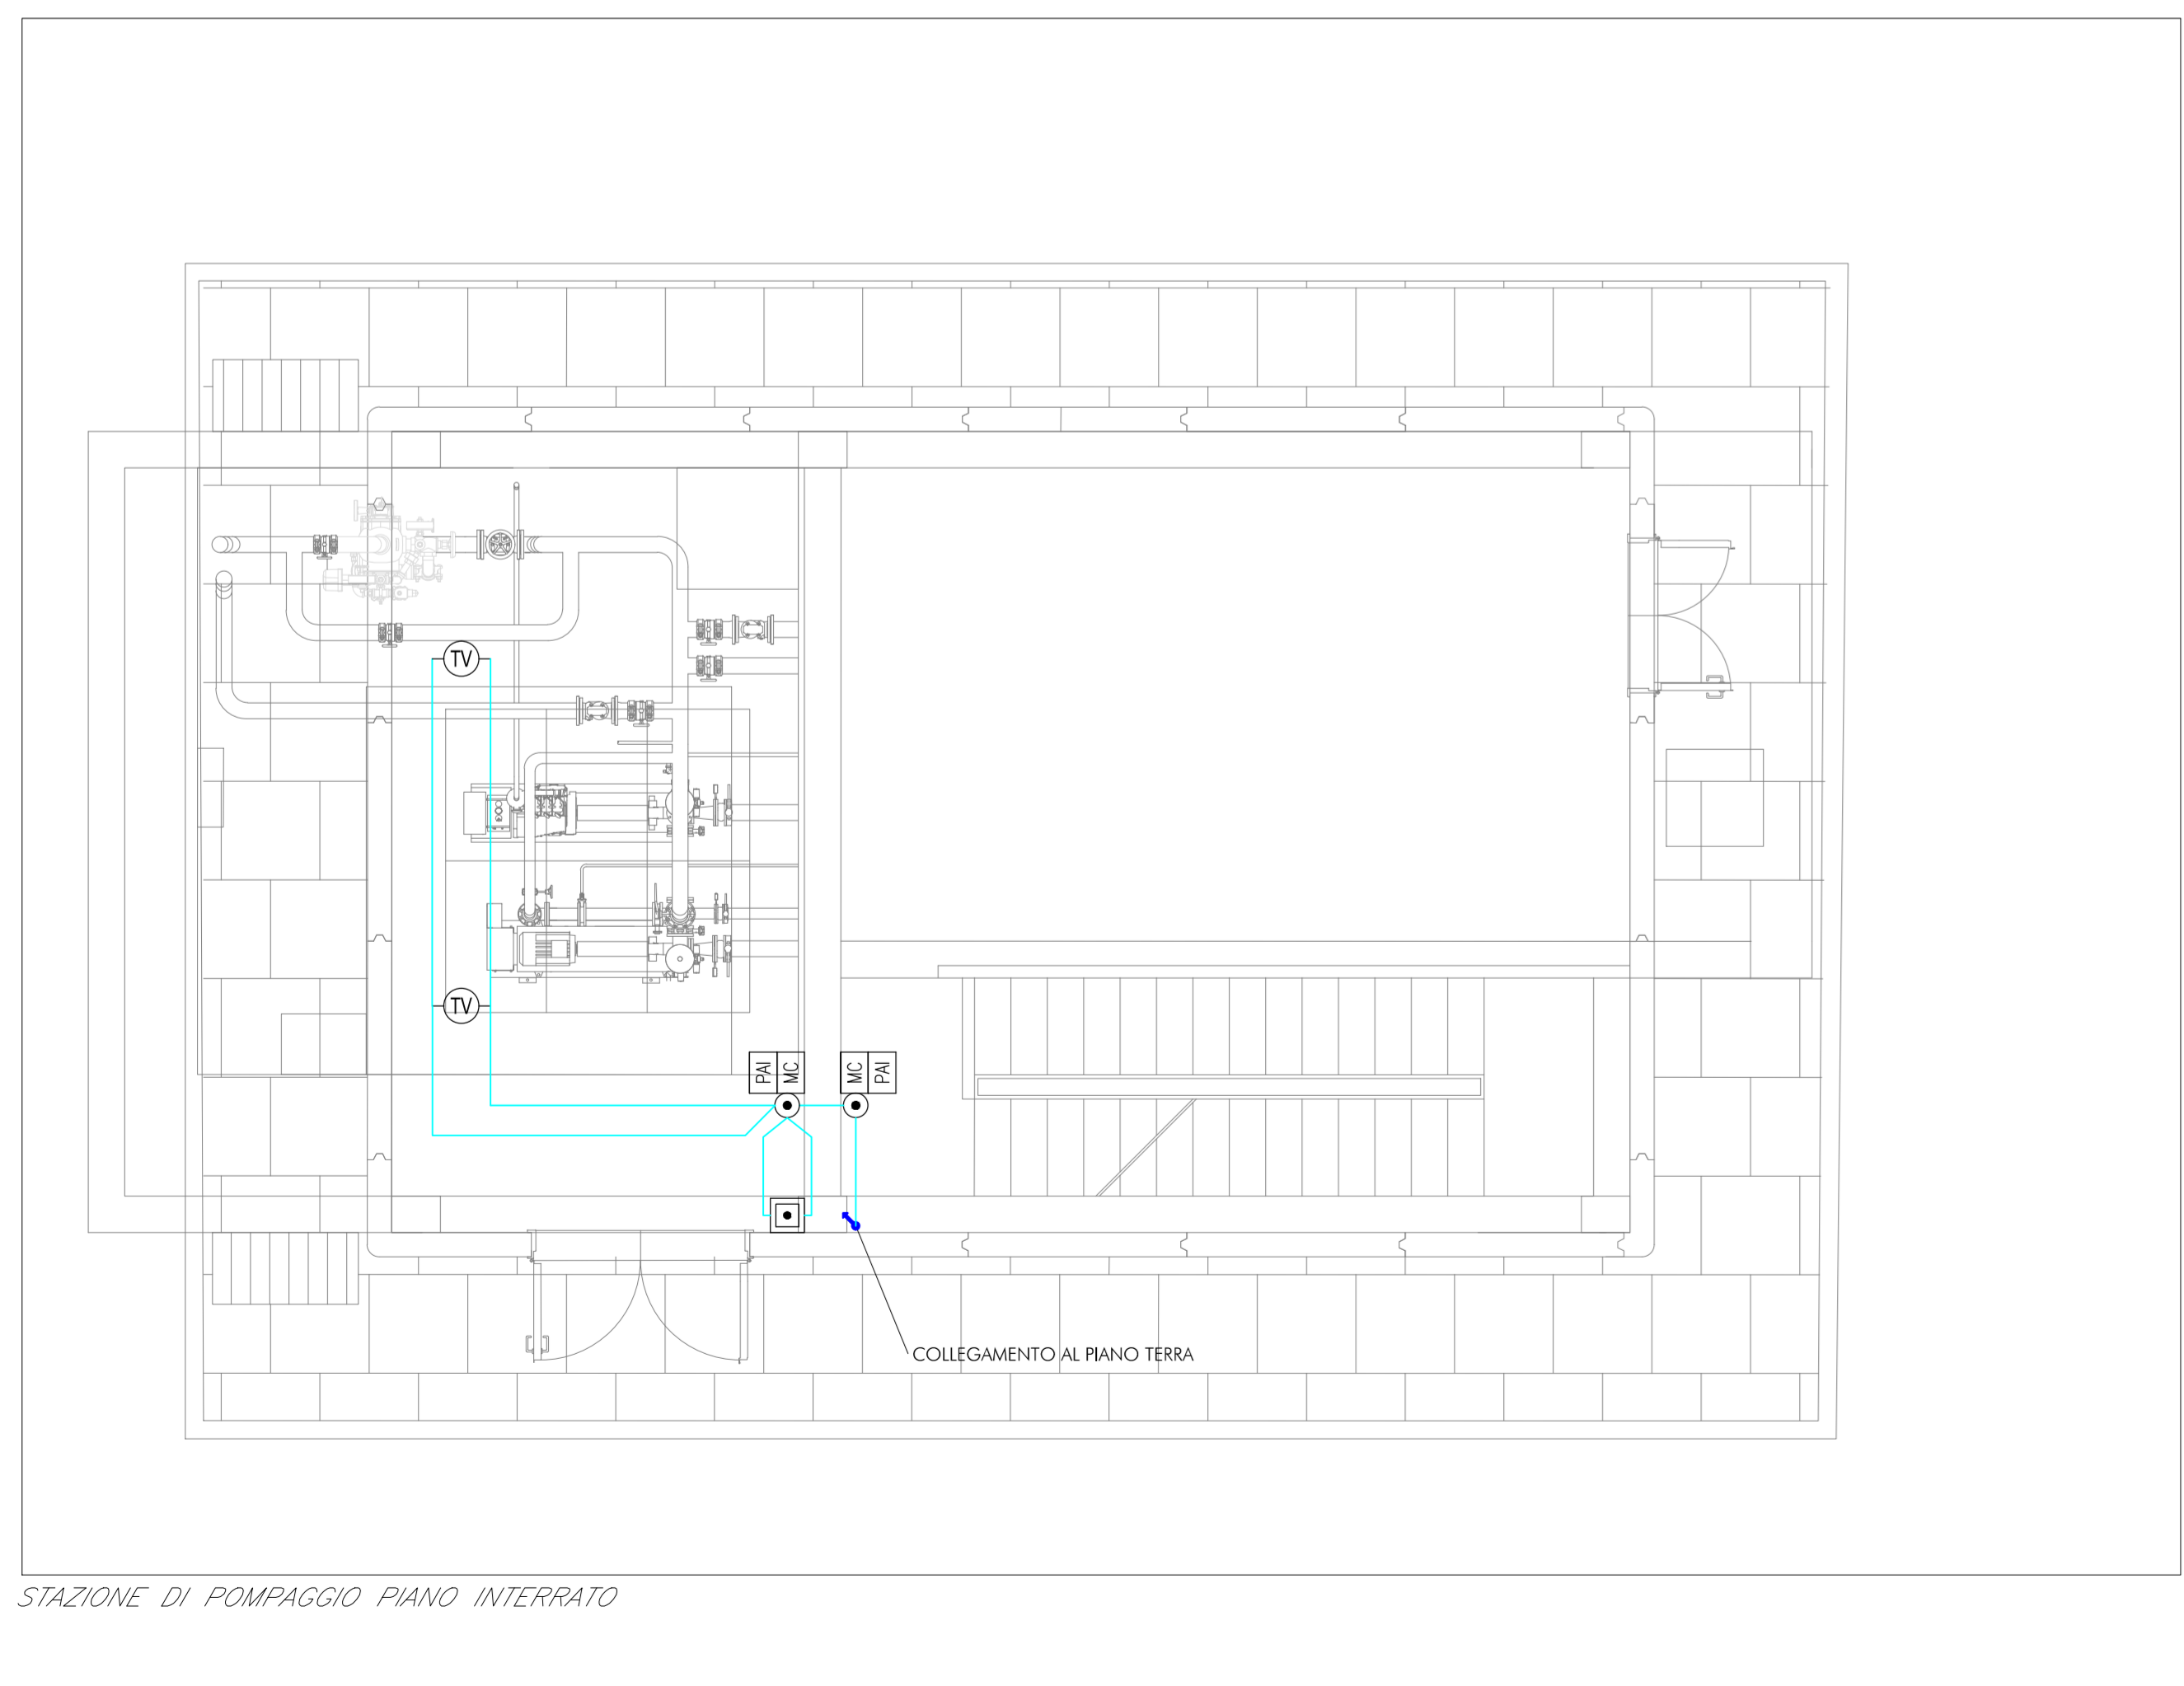 TV
TV
PAI MC MC PAI
COLLEGAMENTO AL PIANO TERRA
STAZIONE DI POMPAGGIO PIANO INTERRATO